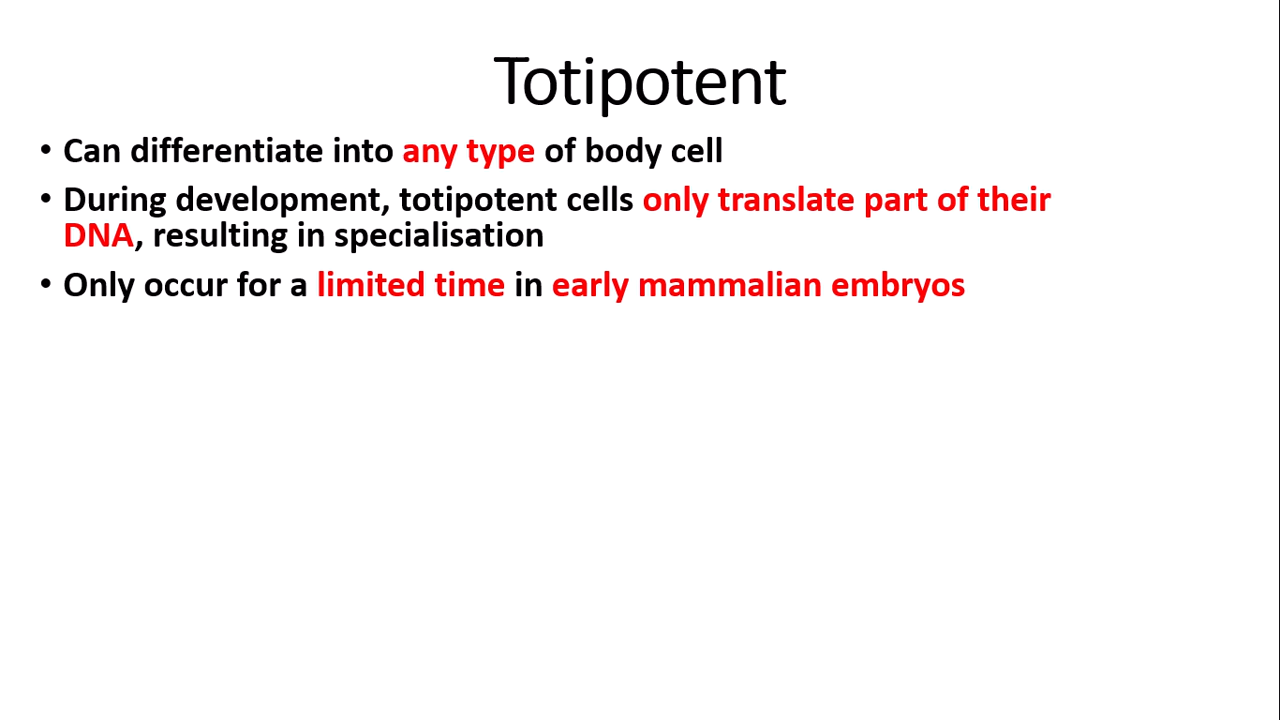 Totipotent
• Can differentiate into any type of body cell
• During development, totipotent cells only translate part of their
DNA, resulting in specialisation
• Only occur for a limited time in early mammalian embryos